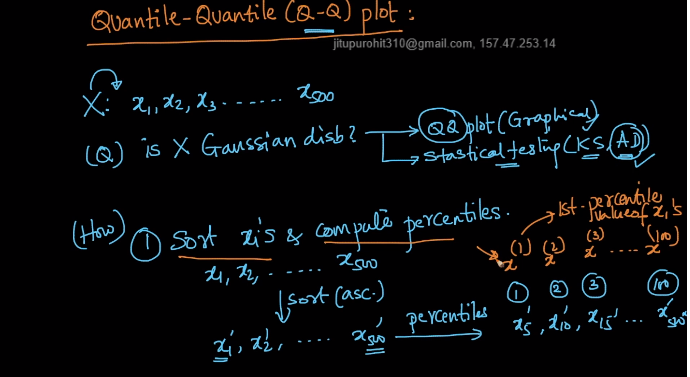 Quantile-Quantile (Q-Q) plot:
jitupurohit310@gmail.com, 157.47.253.14
X: x₁, x₂, x₃ ------ x₅₀₀
(Q) is X Gaussian disb? → QQ plot (Graphical)
→ stastical testing (KS, AD)
(How) ① Sort xᵢ's & compute percentiles.
1st-percentile
value of xᵢ's
x⁽¹⁾ x⁽²⁾ x⁽³⁾ .... x⁽¹⁰⁰⁾
x₁, x₂, ...... x₅₀₀
↓ sort (asc.)
① ② ③ 100
x₁', x₂', .... x₅₀₀' percentiles → x₅', x₁₀', x₁₅' ... x₅₀₀'